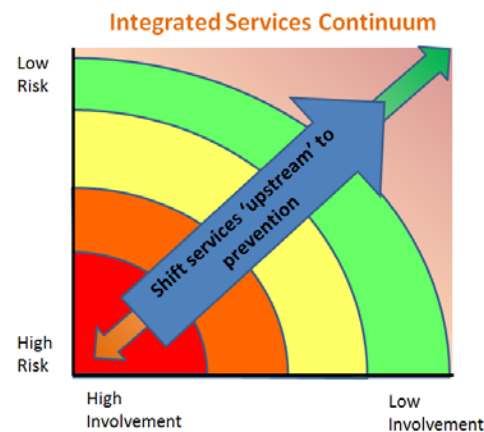 Integrated Services Continuum
Low
Risk
Shift services 'upstream' to
prevention
High
Risk
High
Involvement
Low
Involvement